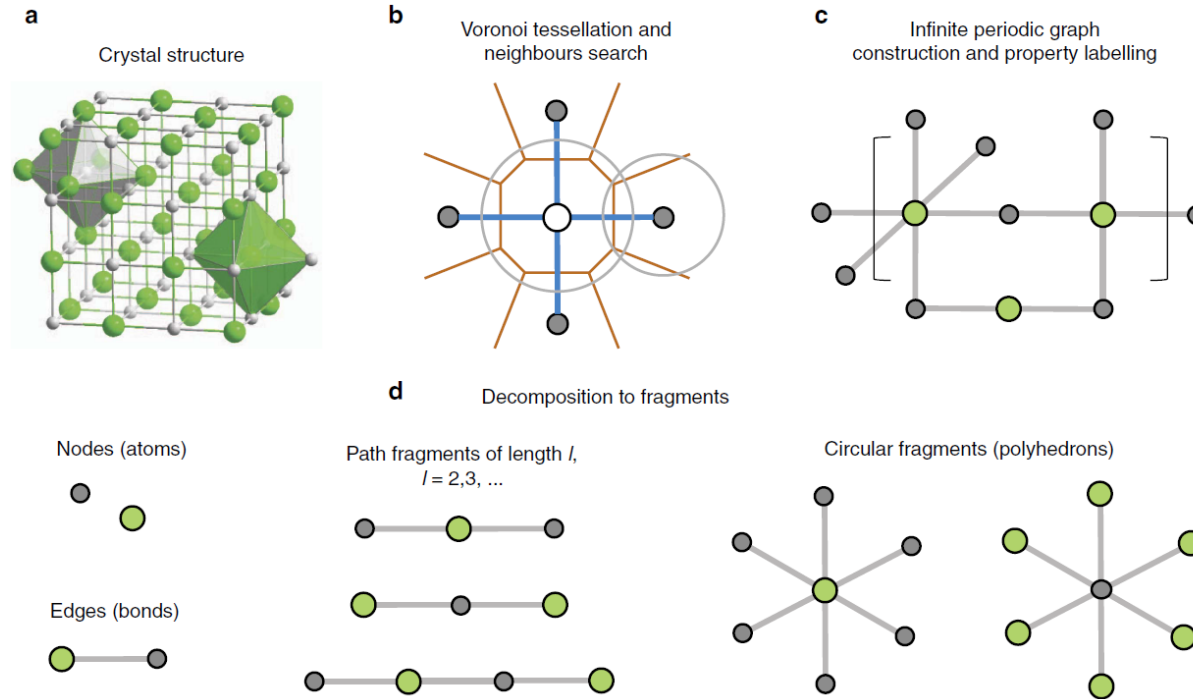 a
Crystal structure
b
Voronoi tessellation and
neighbours search
c
Infinite periodic graph
construction and property labelling
d
Decomposition to fragments
Nodes (atoms)
Edges (bonds)
Path fragments of length l,
l = 2,3, ...
Circular fragments (polyhedrons)